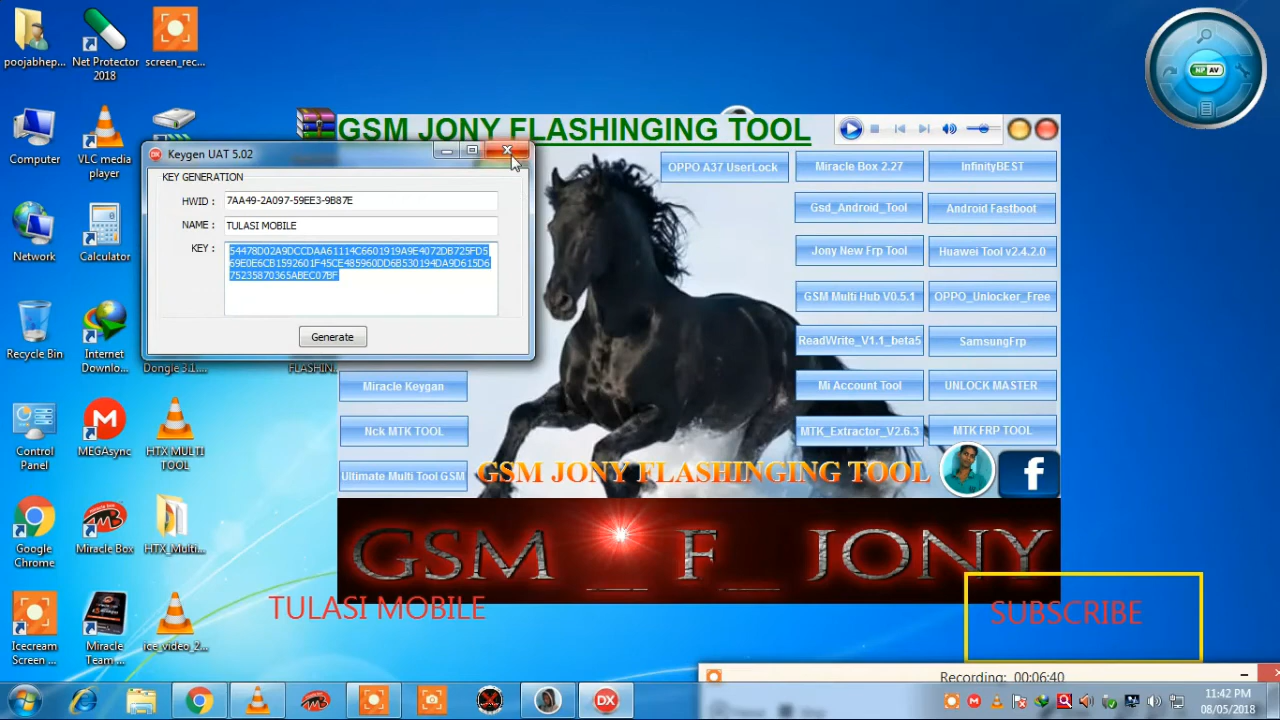 poojabhep...
Net Protector
2018
screen_rec...
Computer
VLC media
player
Network
Calculator
Recycle Bin
Internet
Downlo...
Dongle 3.1....
FLASHIN...
Control
Panel
MEGAsync
HTX MULTI
TOOL
Google
Chrome
Miracle Box
HTX_Multi...
Icecream
Screen ...
Miracle
Team ...
ice_video_2...
NP AV
Keygen UAT 5.02
KEY GENERATION
HWID :
7AA49-2A097-59EE3-9B87E
NAME :
TULASI MOBILE
KEY :
54478D02A9DCCDAA61114C6601919A9E4072DB725FD5
69E0E6CB1592601F45CE485960DD6B530194DA9D615D6
75235870365ABEC07BF
Generate
GSM JONY FLASHINGING TOOL
OPPO A37 UserLock
Miracle Box 2.27
InfinityBEST
Gsd_Android_Tool
Android Fastboot
Jony New Frp Tool
Huawei Tool v2.4.2.0
GSM Multi Hub V0.5.1
OPPO_Unlocker_Free
ReadWrite_V1.1_beta5
SamsungFrp
Miracle Keygan
Mi Account Tool
UNLOCK MASTER
Nck MTK TOOL
MTK_Extractor_V2.6.3
MTK FRP TOOL
Ultimate Multi Tool GSM
GSM JONY FLASHINGING TOOL
f
GSM _ F _ JONY
TULASI MOBILE
SUBSCRIBE
Recording: 00:06:40
DX
11:42 PM
08/05/2018